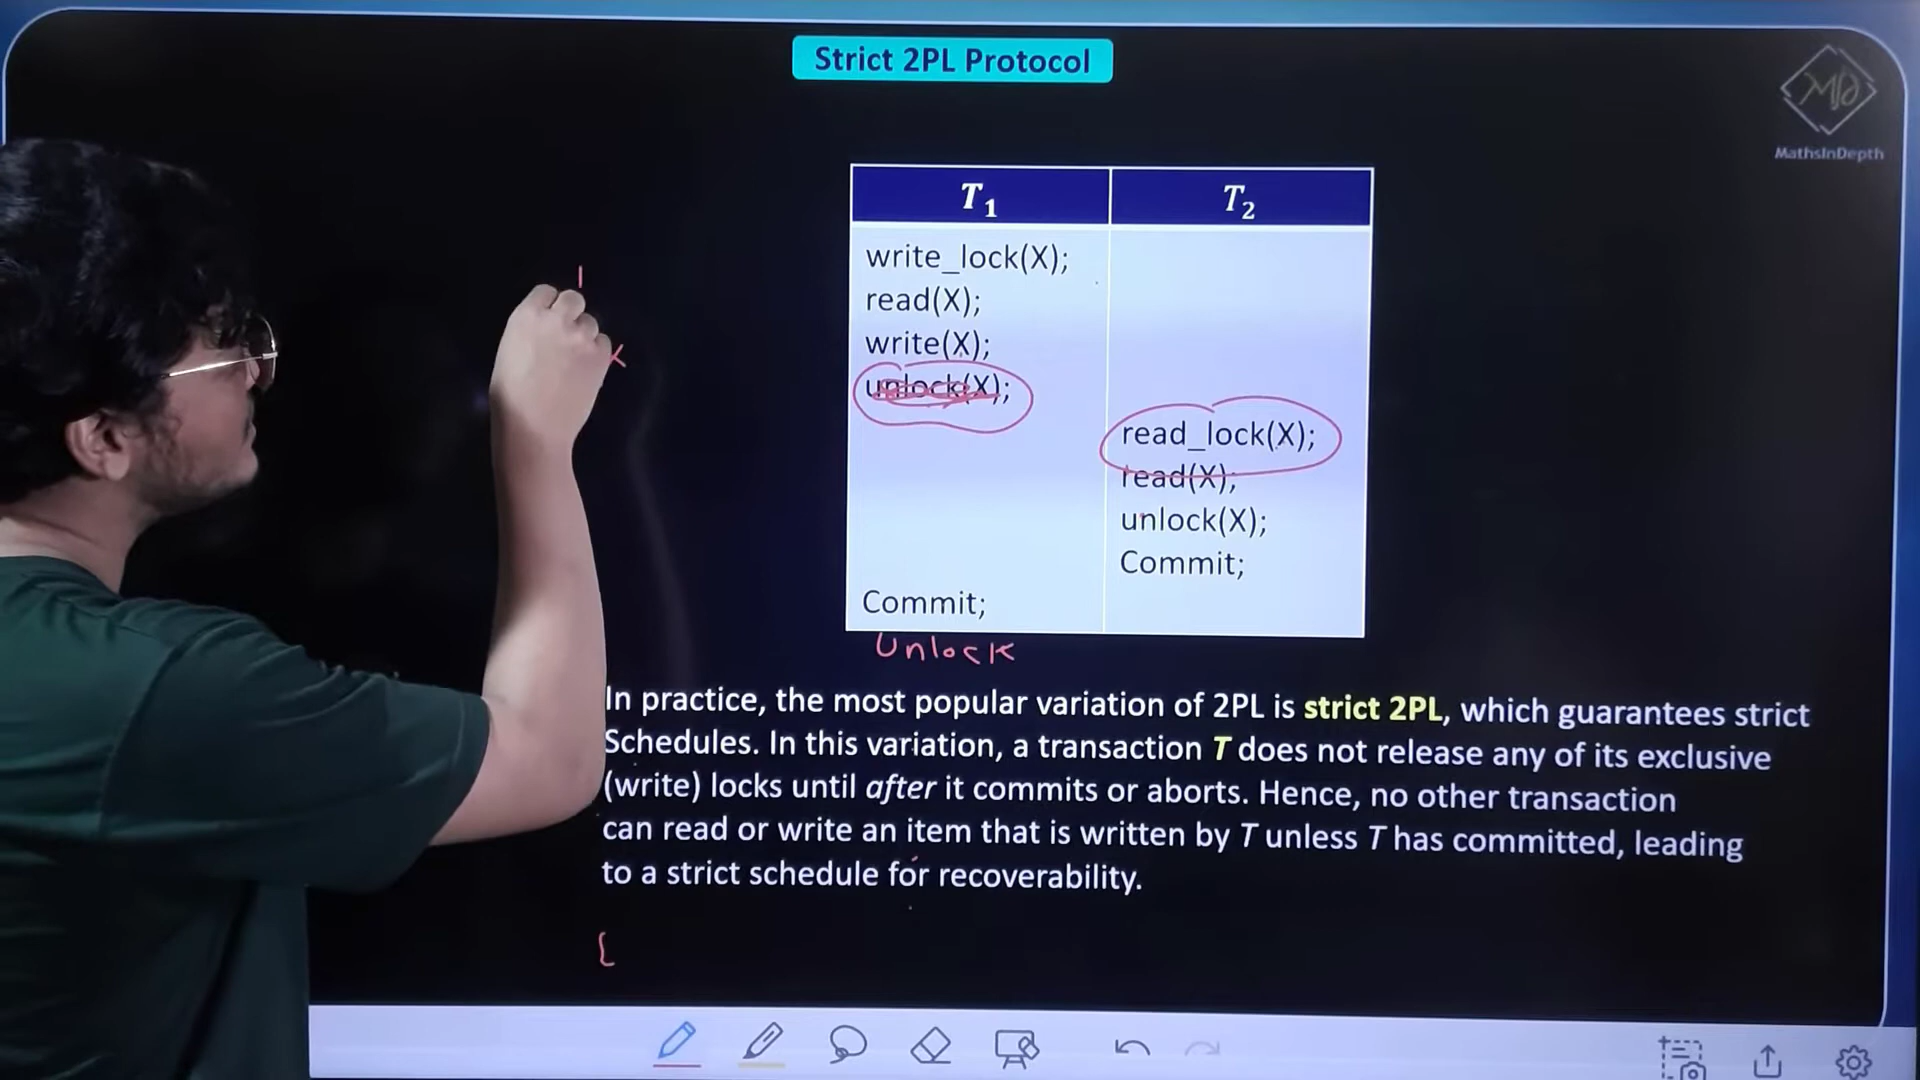 Strict 2PL Protocol
MathsInDepth
T1 T2
write_lock(X);
read(X);
write(X);
unlock(X);
read_lock(X);
read(X);
unlock(X);
Commit;
Commit;
Unlock
In practice, the most popular variation of 2PL is strict 2PL, which guarantees strict
Schedules. In this variation, a transaction T does not release any of its exclusive
(write) locks until after it commits or aborts. Hence, no other transaction
can read or write an item that is written by T unless T has committed, leading
to a strict schedule for recoverability.